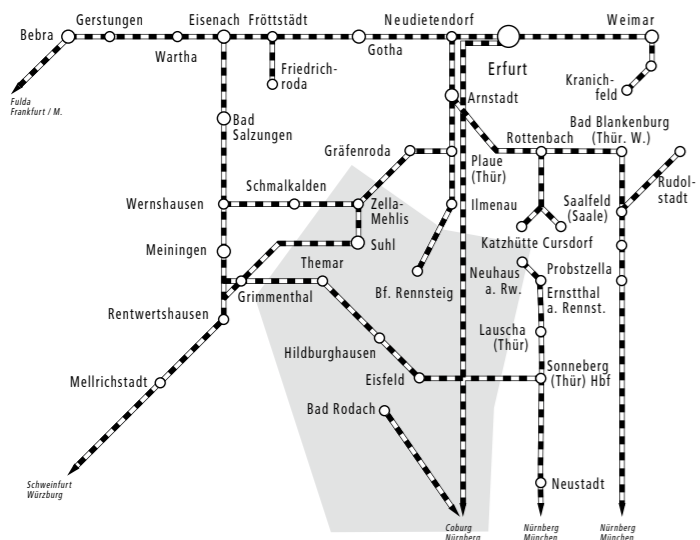 Bebra
Gerstungen
Wartha
Eisenach
Fröttstädt
Gotha
Neudietendorf
Erfurt
Weimar
Fulda
Frankfurt / M.
Friedrich-
roda
Kranich-
feld
Arnstadt
Bad
Salzungen
Rottenbach
Bad Blankenburg
(Thür. W.)
Gräfenroda
Plaue
(Thür)
Rudol-
stadt
Schmalkalden
Wernshausen
Zella-
Mehlis
Ilmenau
Saalfeld
(Saale)
Meiningen
Suhl
Katzhütte
Cursdorf
Themar
Bf. Rennsteig
Neuhaus
a. Rw.
Probstzella
Grimmenthal
Ernstthal
a. Rennst.
Rentwertshausen
Lauscha
(Thür)
Hildburghausen
Sonneberg
(Thür) Hbf
Mellrichstadt
Eisfeld
Bad Rodach
Neustadt
Schweinfurt
Würzburg
Coburg
Nürnberg
Nürnberg
München
Nürnberg
München